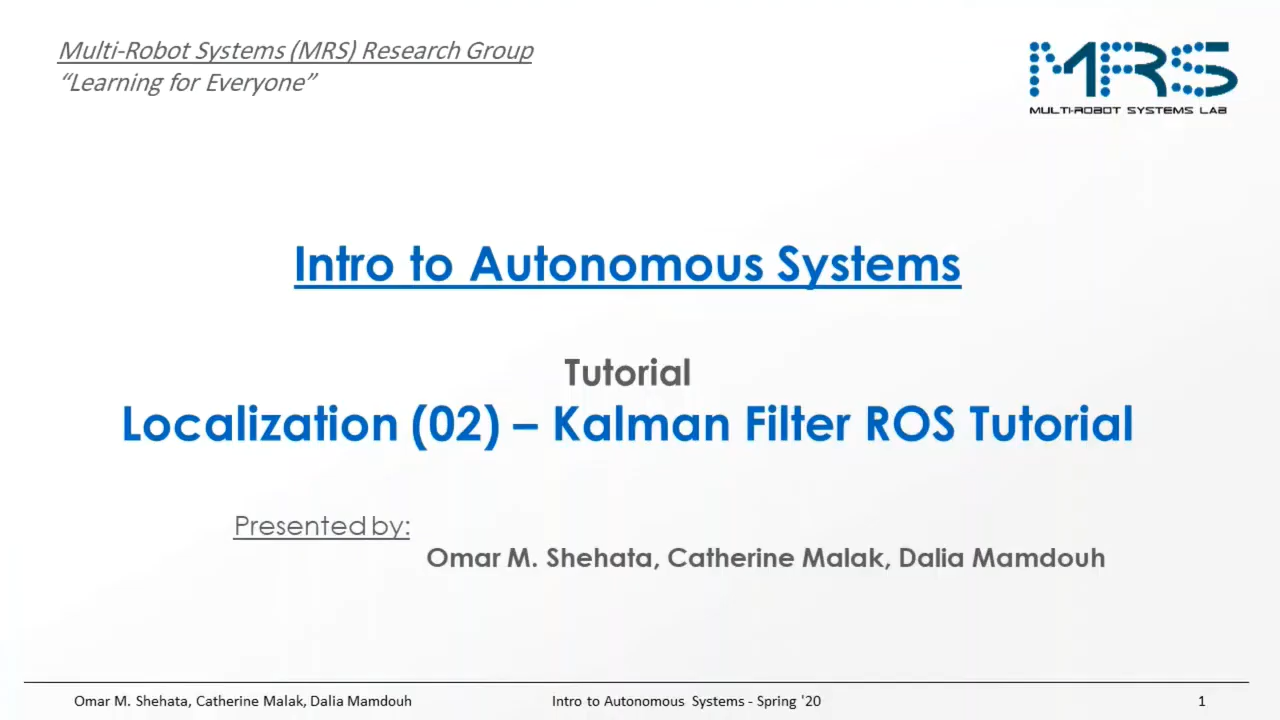 Multi-Robot Systems (MRS) Research Group
“Learning for Everyone”
MRS
MULTI-ROBOT SYSTEMS LAB
Intro to Autonomous Systems
Tutorial
Localization (02) – Kalman Filter ROS Tutorial
Presented by:
Omar M. Shehata, Catherine Malak, Dalia Mamdouh
Omar M. Shehata, Catherine Malak, Dalia Mamdouh
Intro to Autonomous Systems - Spring '20
1